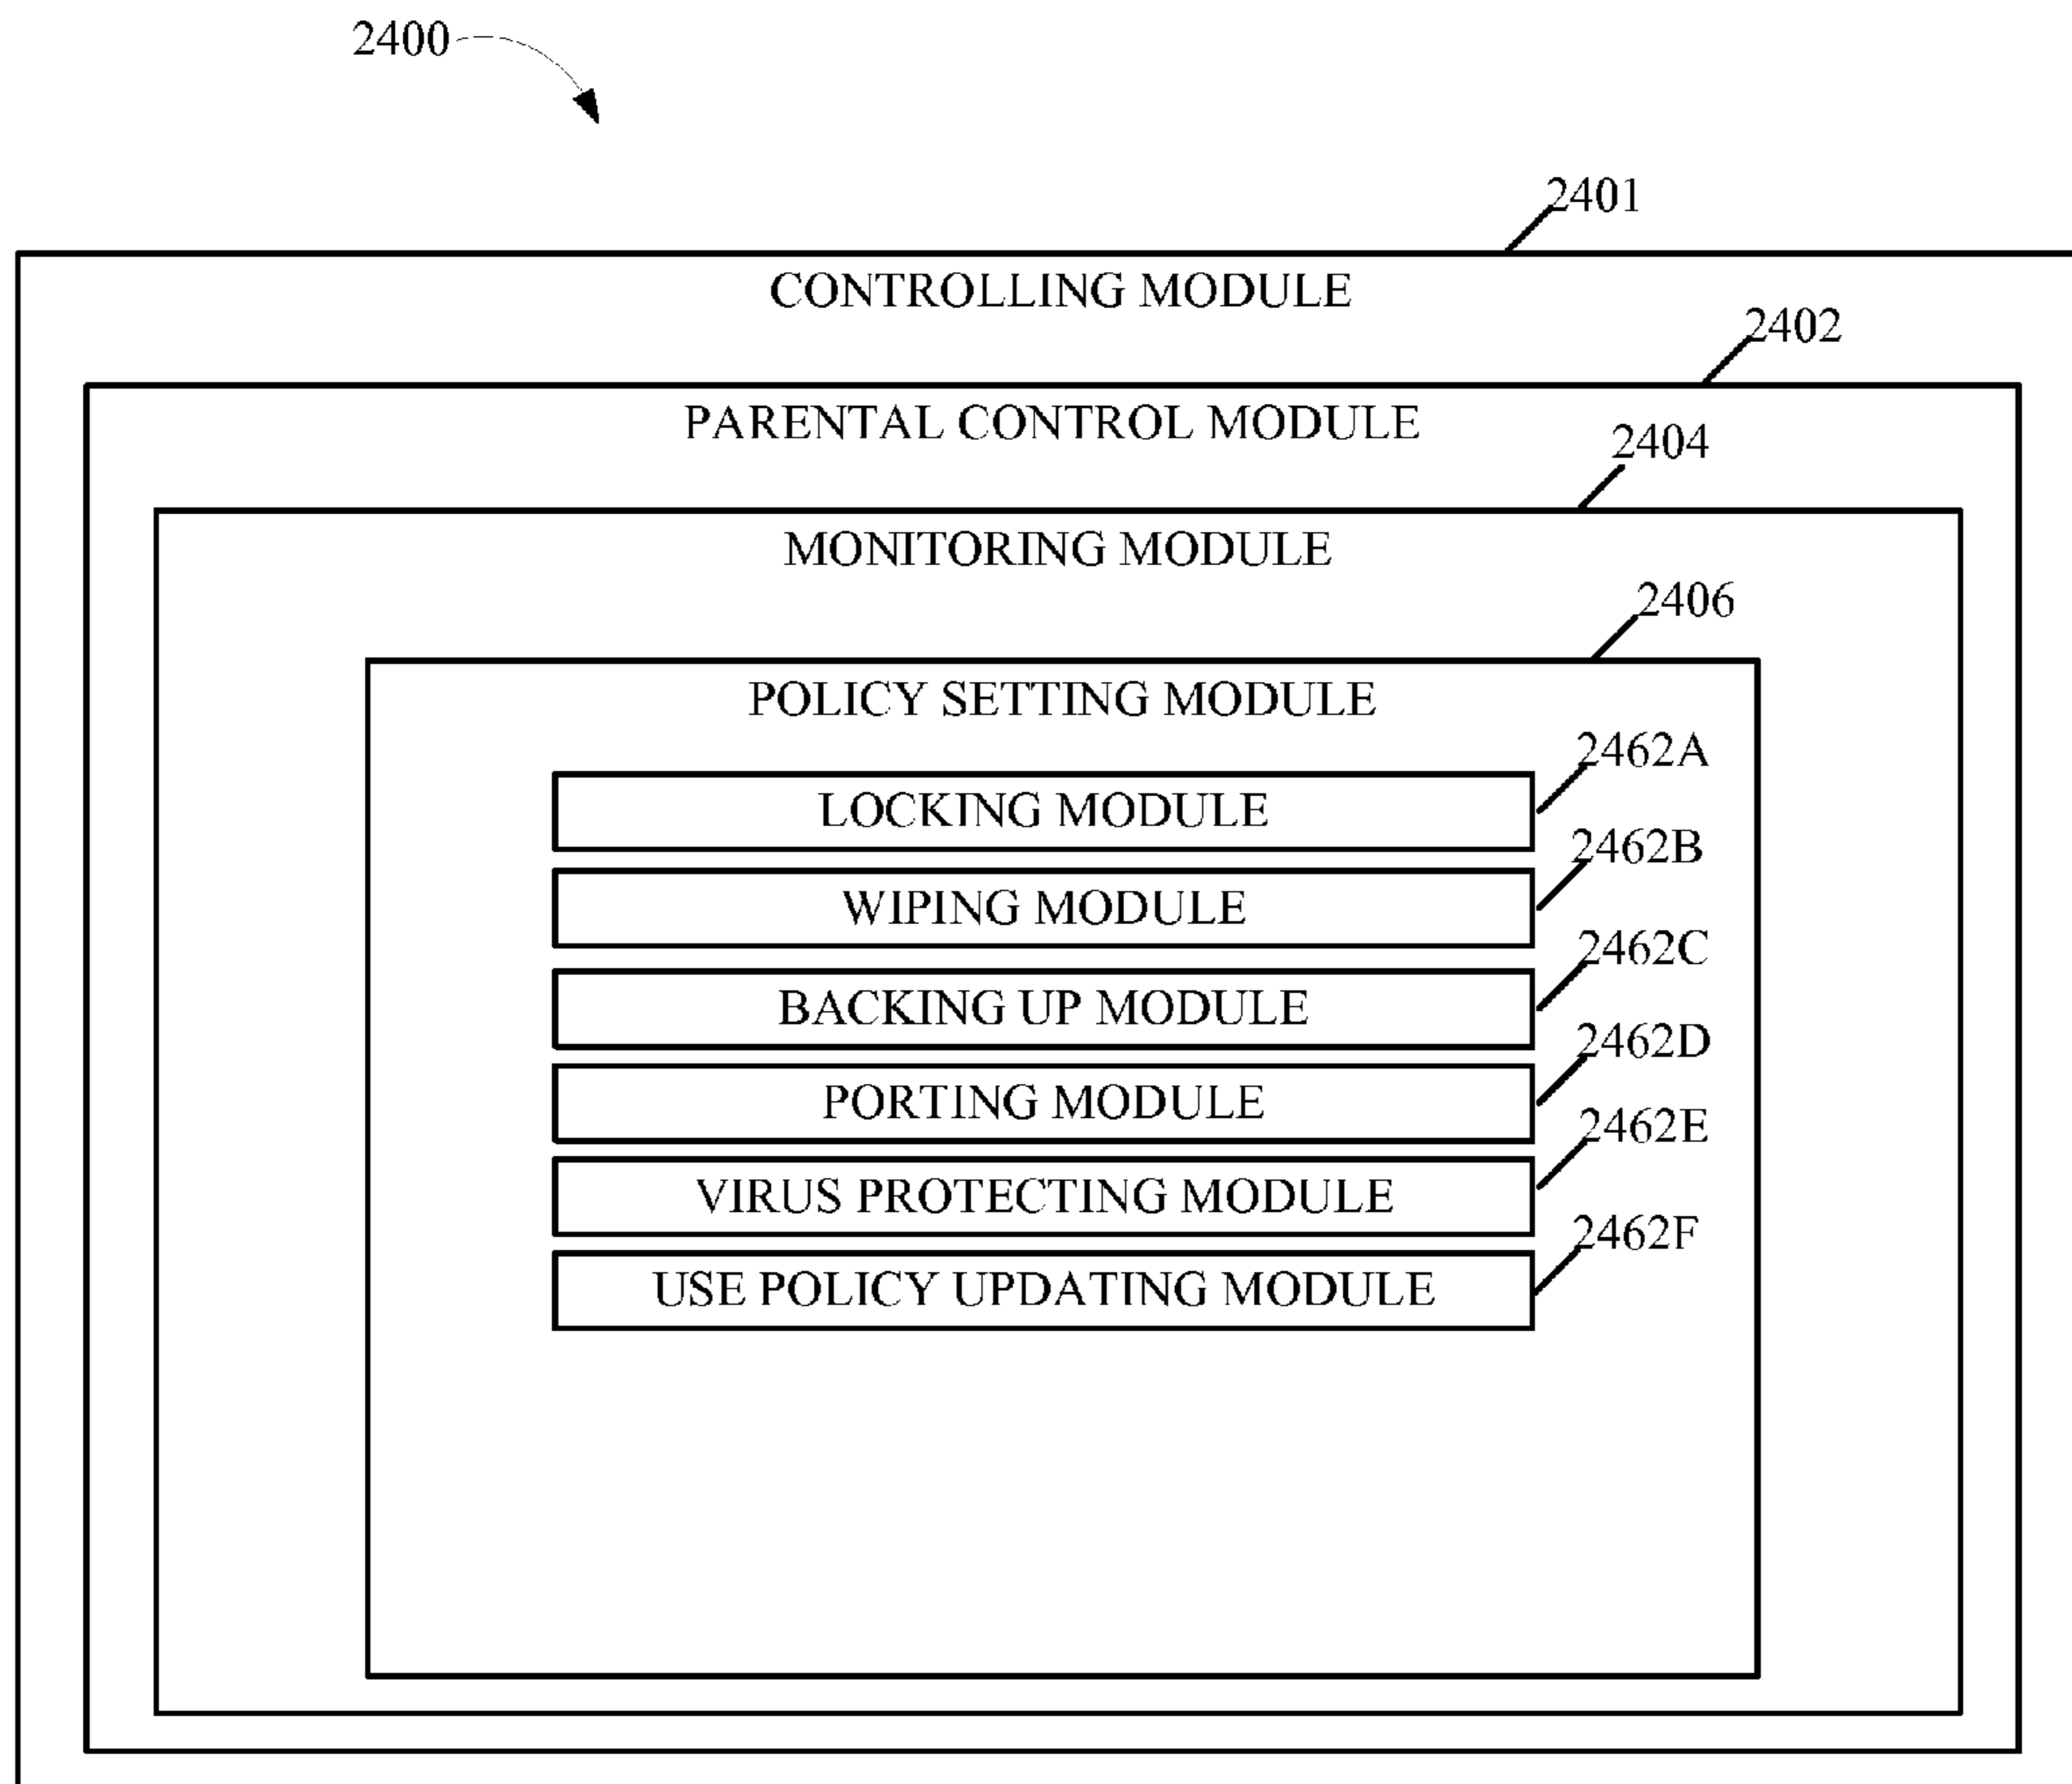 2400
2401
CONTROLLING MODULE
2402
PARENTAL CONTROL MODULE
2404
MONITORING MODULE
2406
POLICY SETTING MODULE
2462A
LOCKING MODULE
2462B
WIPING MODULE
2462C
BACKING UP MODULE
2462D
PORTING MODULE
2462E
VIRUS PROTECTING MODULE
2462F
USE POLICY UPDATING MODULE